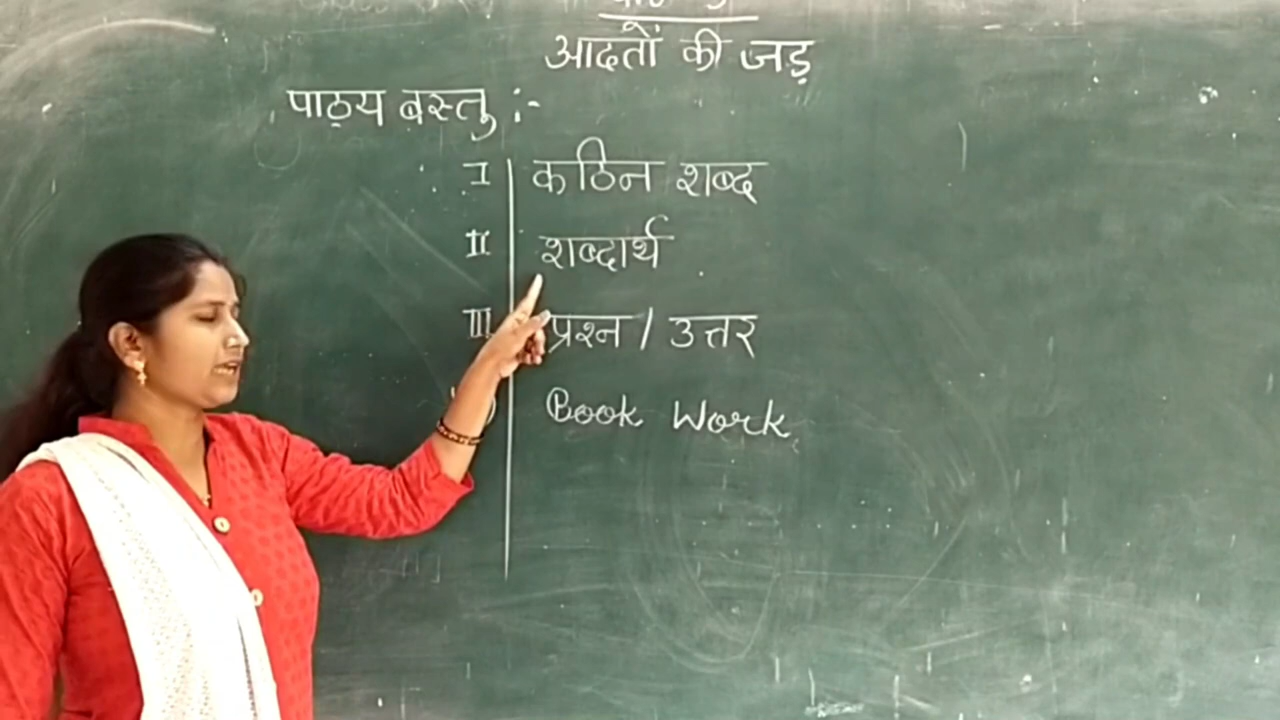 आदतों की जड़
पाठ्य बस्तु :-
I कठिन शब्द
II शब्दार्थ
III प्रश्न / उत्तर
Book Work